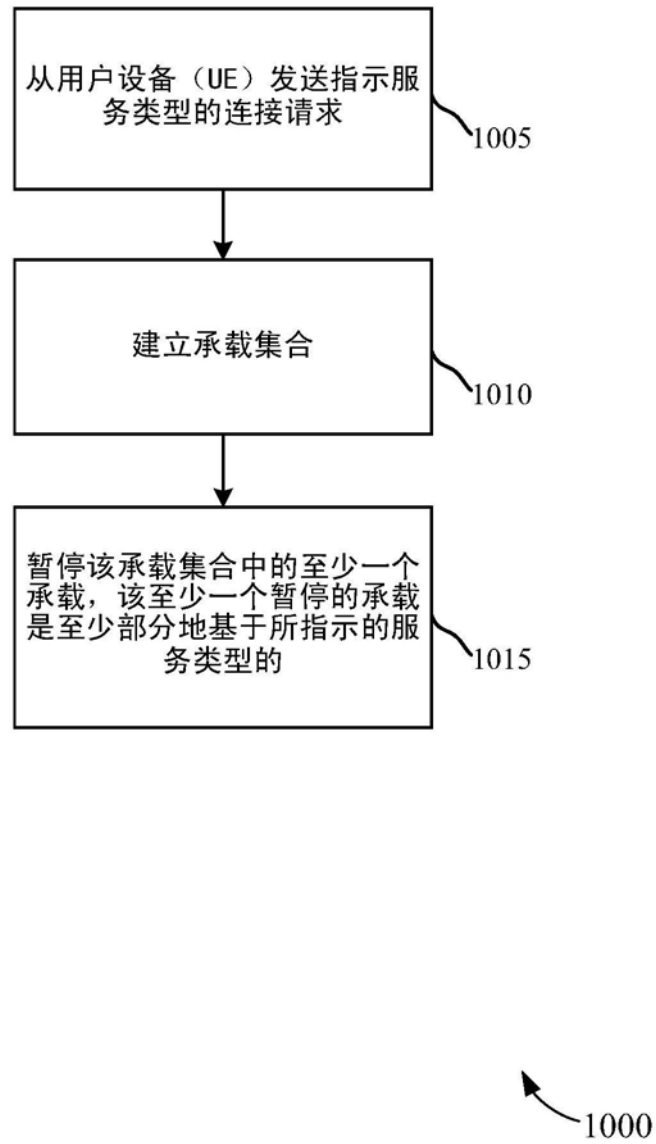 从用户设备（UE）发送指示服
务类型的连接请求
1005
建立承载集合
1010
暂停该承载集合中的至少一个
承载，该至少一个暂停的承载
是至少部分地基于所指示的服
务类型的
1015
1000